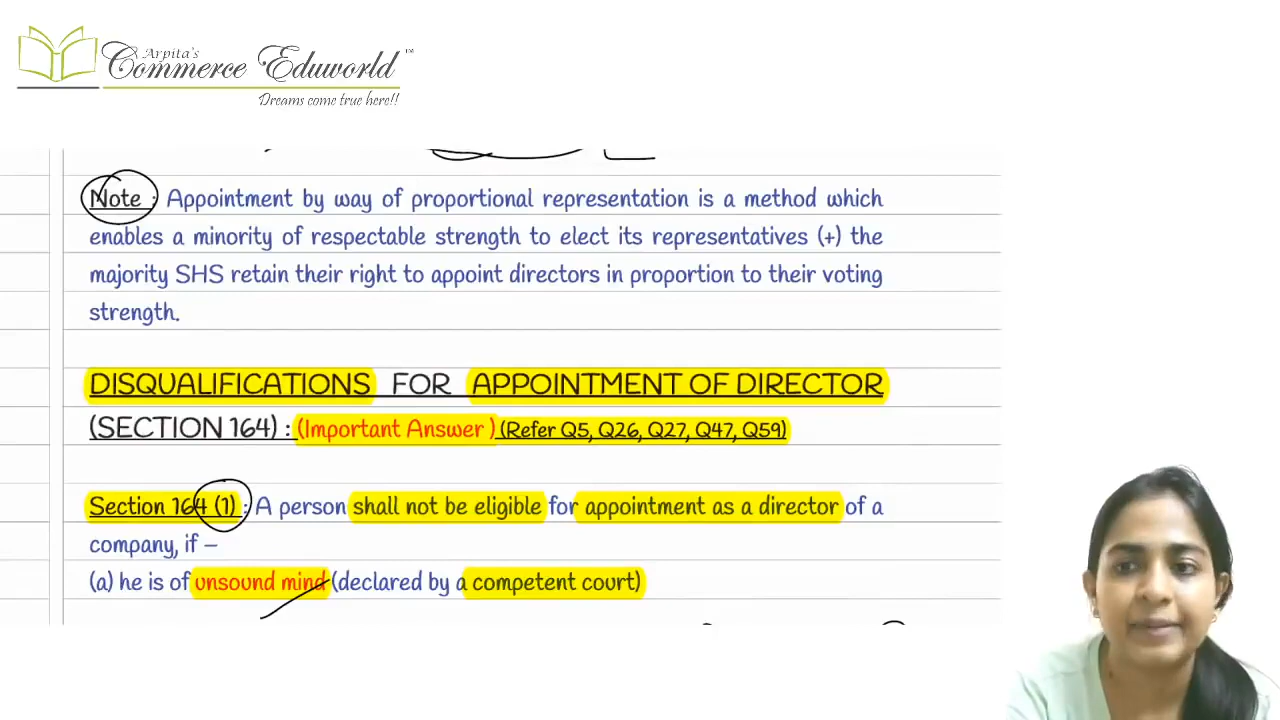 Arpita's
Commerce Eduworld™
Dreams come true here!!
Note : Appointment by way of proportional representation is a method which
enables a minority of respectable strength to elect its representatives (+) the
majority SHS retain their right to appoint directors in proportion to their voting
strength.
DISQUALIFICATIONS FOR APPOINTMENT OF DIRECTOR
(SECTION 164) : (Important Answer ) (Refer Q5, Q26, Q27, Q47, Q59)
Section 164 (1) : A person shall not be eligible for appointment as a director of a
company, if –
(a) he is of unsound mind (declared by a competent court)